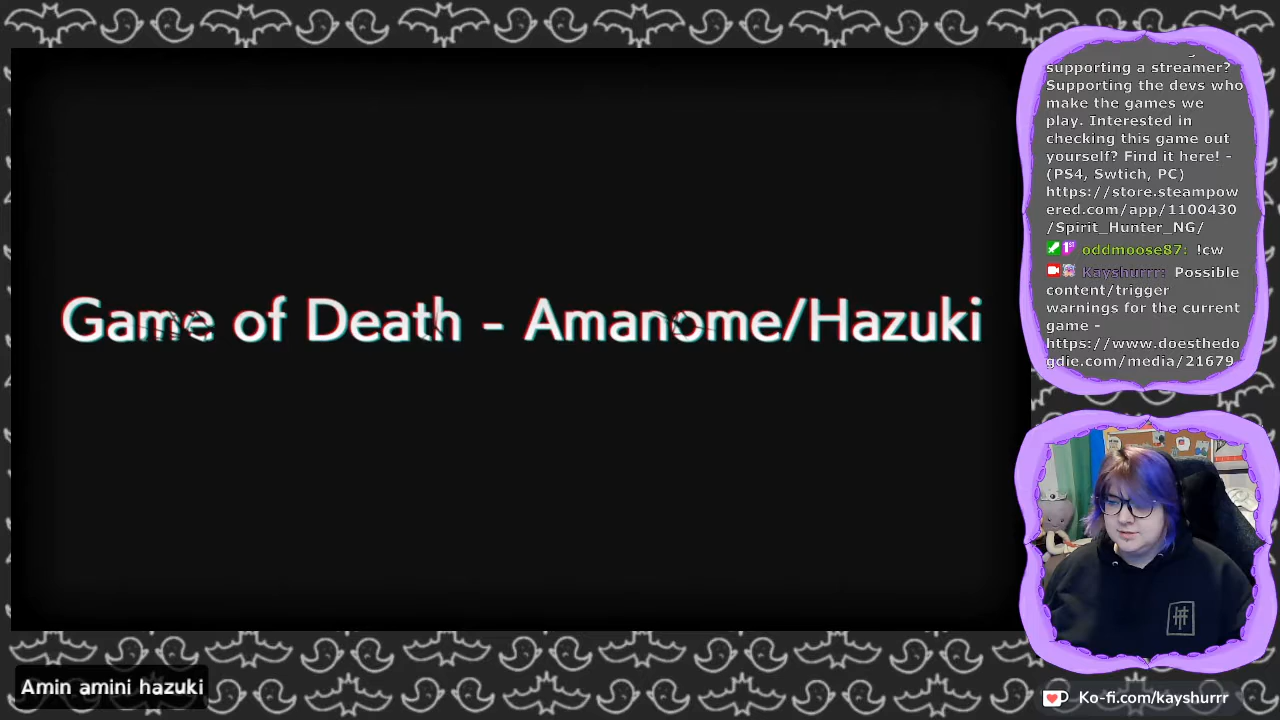 Game of Death - Amanome/Hazuki
supporting a streamer?
Supporting the devs who
make the games we
play. Interested in
checking this game out
yourself? Find it here! -
(PS4, Swtich, PC)
https://store.steampow
ered.com/app/1100430
/Spirit_Hunter_NG/
oddmoose87: !cw
Kayshurrr: Possible
content/trigger
warnings for the current
game -
https://www.doesthedo
gdie.com/media/21679
Amin amini hazuki
Ko-fi.com/kayshurrr